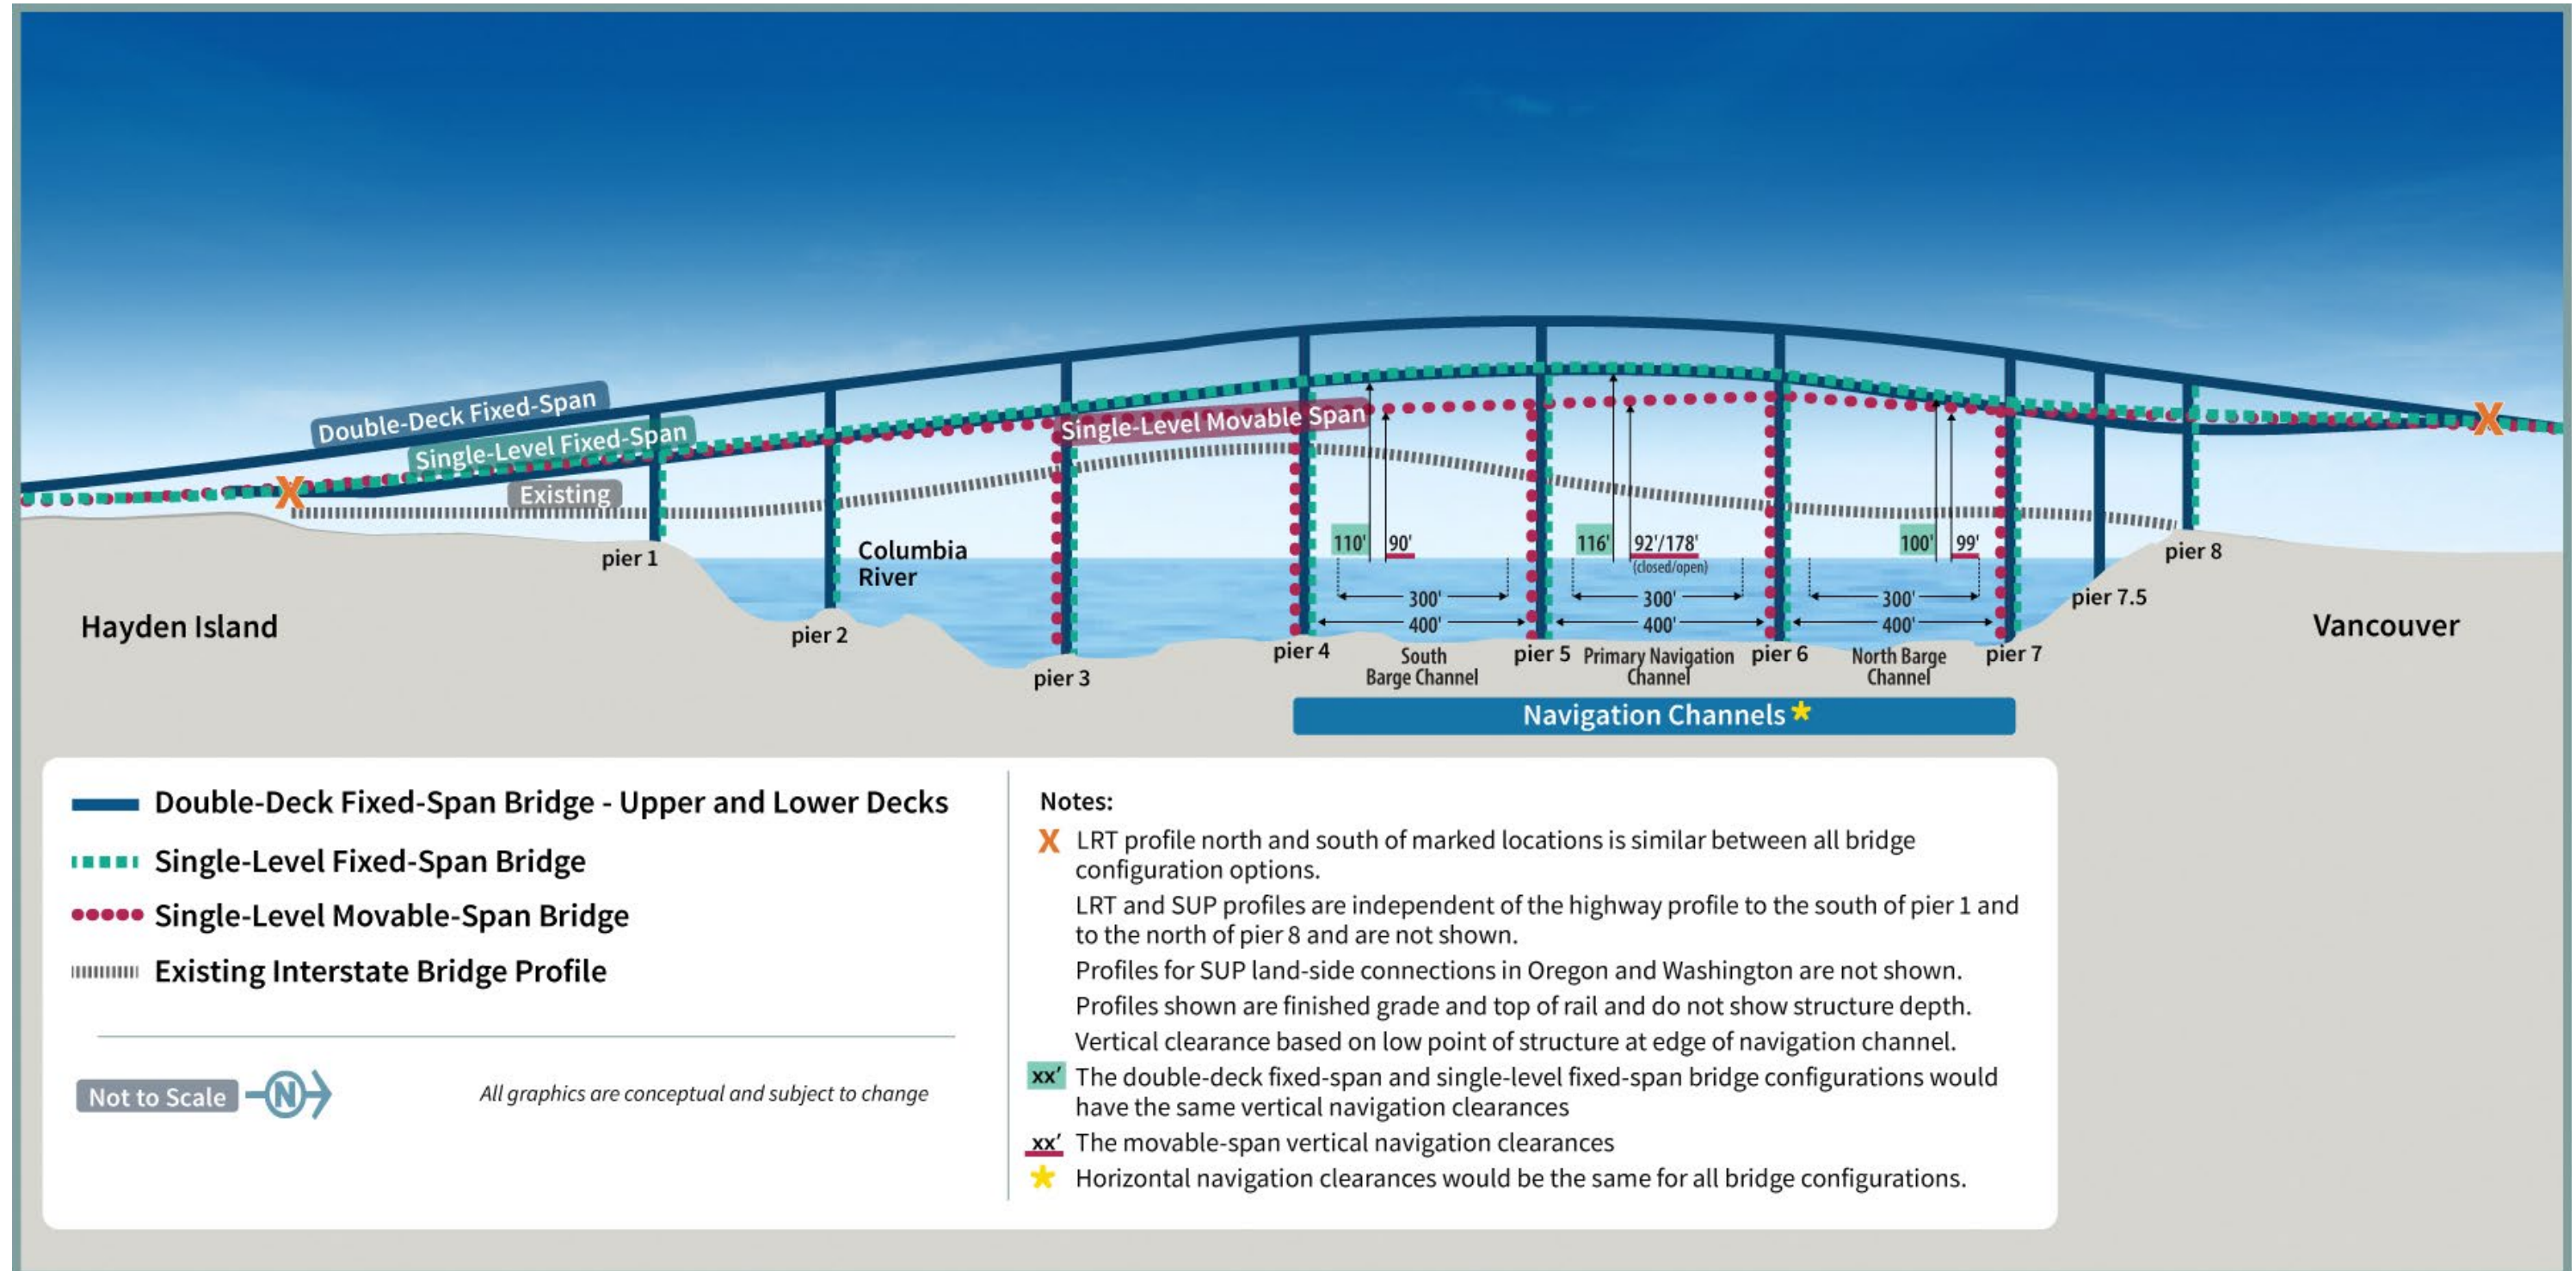 Double-Deck Fixed-Span
Single-Level Fixed-Span
Single-Level Movable Span
Existing
X
X
110'
90'
116'
92'/178'
(closed/open)
100'
99'
300'
300'
300'
400'
400'
400'
Columbia
River
Hayden Island
Vancouver
pier 1
pier 2
pier 3
pier 4
South
Barge Channel
pier 5
Primary Navigation
Channel
pier 6
North Barge
Channel
pier 7
pier 7.5
pier 8
Navigation Channels *
Double-Deck Fixed-Span Bridge - Upper and Lower Decks
Single-Level Fixed-Span Bridge
Single-Level Movable-Span Bridge
Existing Interstate Bridge Profile
Not to Scale
N
All graphics are conceptual and subject to change
Notes:
X LRT profile north and south of marked locations is similar between all bridge
configuration options.
LRT and SUP profiles are independent of the highway profile to the south of pier 1 and
to the north of pier 8 and are not shown.
Profiles for SUP land-side connections in Oregon and Washington are not shown.
Profiles shown are finished grade and top of rail and do not show structure depth.
Vertical clearance based on low point of structure at edge of navigation channel.
xx' The double-deck fixed-span and single-level fixed-span bridge configurations would
have the same vertical navigation clearances
xx' The movable-span vertical navigation clearances
* Horizontal navigation clearances would be the same for all bridge configurations.